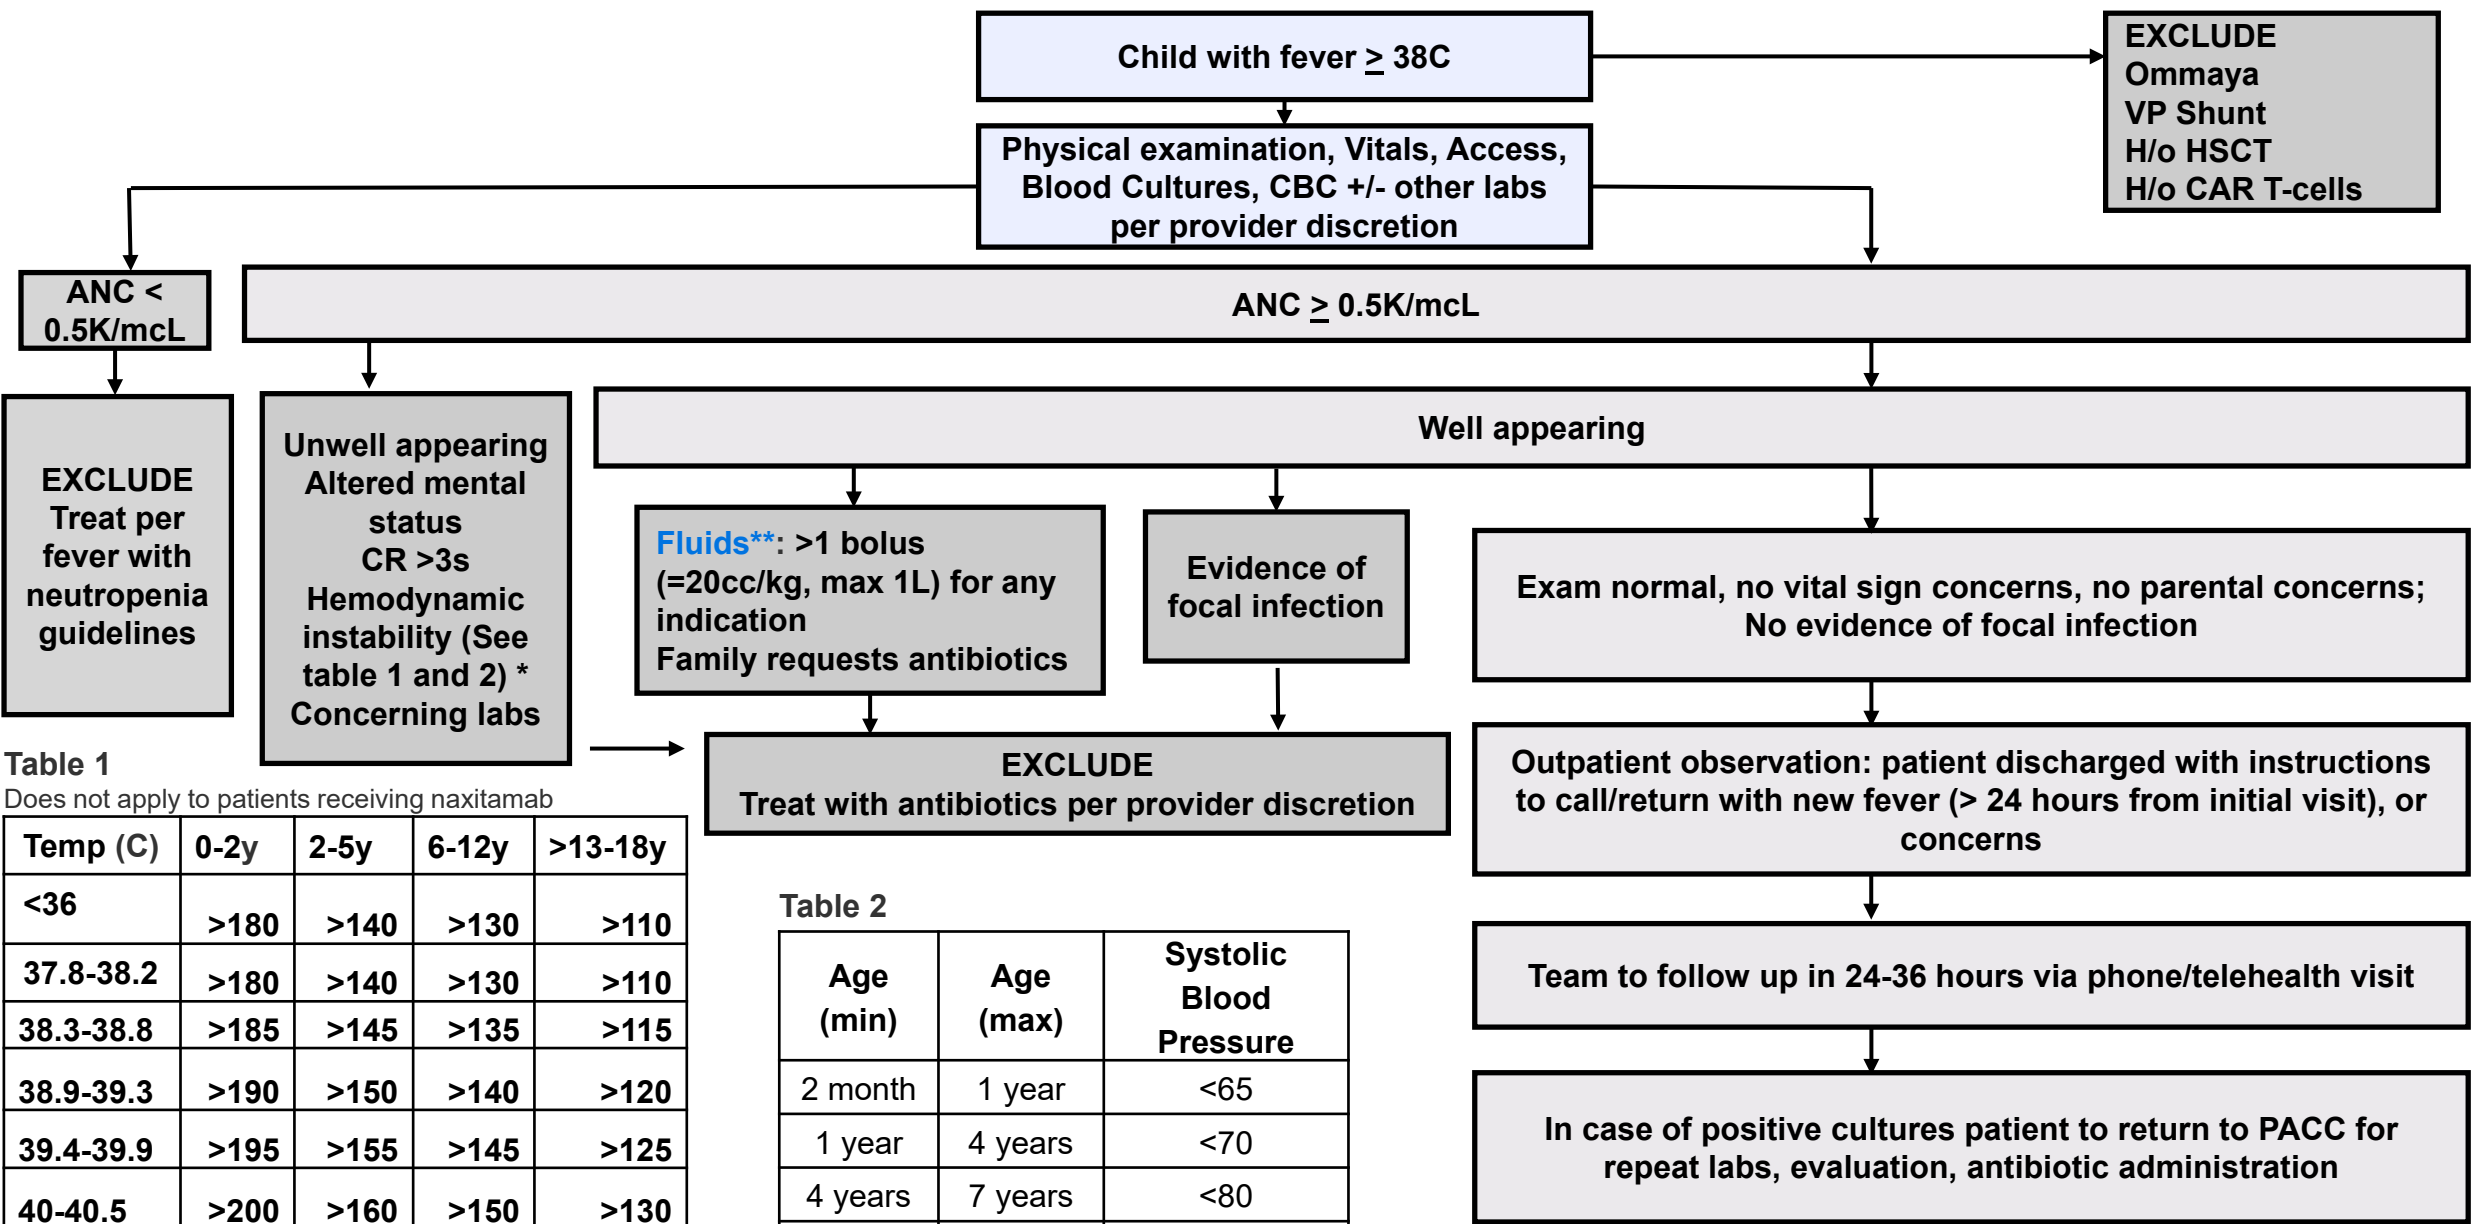 Child with fever ≥ 38C
EXCLUDE
Ommaya
VP Shunt
H/o HSCT
H/o CAR T-cells
Physical examination, Vitals, Access,
Blood Cultures, CBC +/- other labs
per provider discretion
ANC <
0.5K/mcL
ANC ≥ 0.5K/mcL
EXCLUDE
Treat per
fever with
neutropenia
guidelines
Unwell appearing
Altered mental
status
CR >3s
Hemodynamic
instability (See
table 1 and 2) *
Concerning labs
Well appearing
Fluids**: >1 bolus
(=20cc/kg, max 1L) for any
indication
Family requests antibiotics
Evidence of
focal infection
Exam normal, no vital sign concerns, no parental concerns;
No evidence of focal infection
EXCLUDE
Treat with antibiotics per provider discretion
Outpatient observation: patient discharged with instructions
to call/return with new fever (> 24 hours from initial visit), or
concerns
Team to follow up in 24-36 hours via phone/telehealth visit
In case of positive cultures patient to return to PACC for
repeat labs, evaluation, antibiotic administration
Table 1
Does not apply to patients receiving naxitamab
Temp (C) 0-2y 2-5y 6-12y >13-18y
<36 >180 >140 >130 >110
37.8-38.2 >180 >140 >130 >110
38.3-38.8 >185 >145 >135 >115
38.9-39.3 >190 >150 >140 >120
39.4-39.9 >195 >155 >145 >125
40-40.5 >200 >160 >150 >130
Table 2
Age
(min)
Age
(max)
Systolic
Blood
Pressure
2 month 1 year <65
1 year 4 years <70
4 years 7 years <80